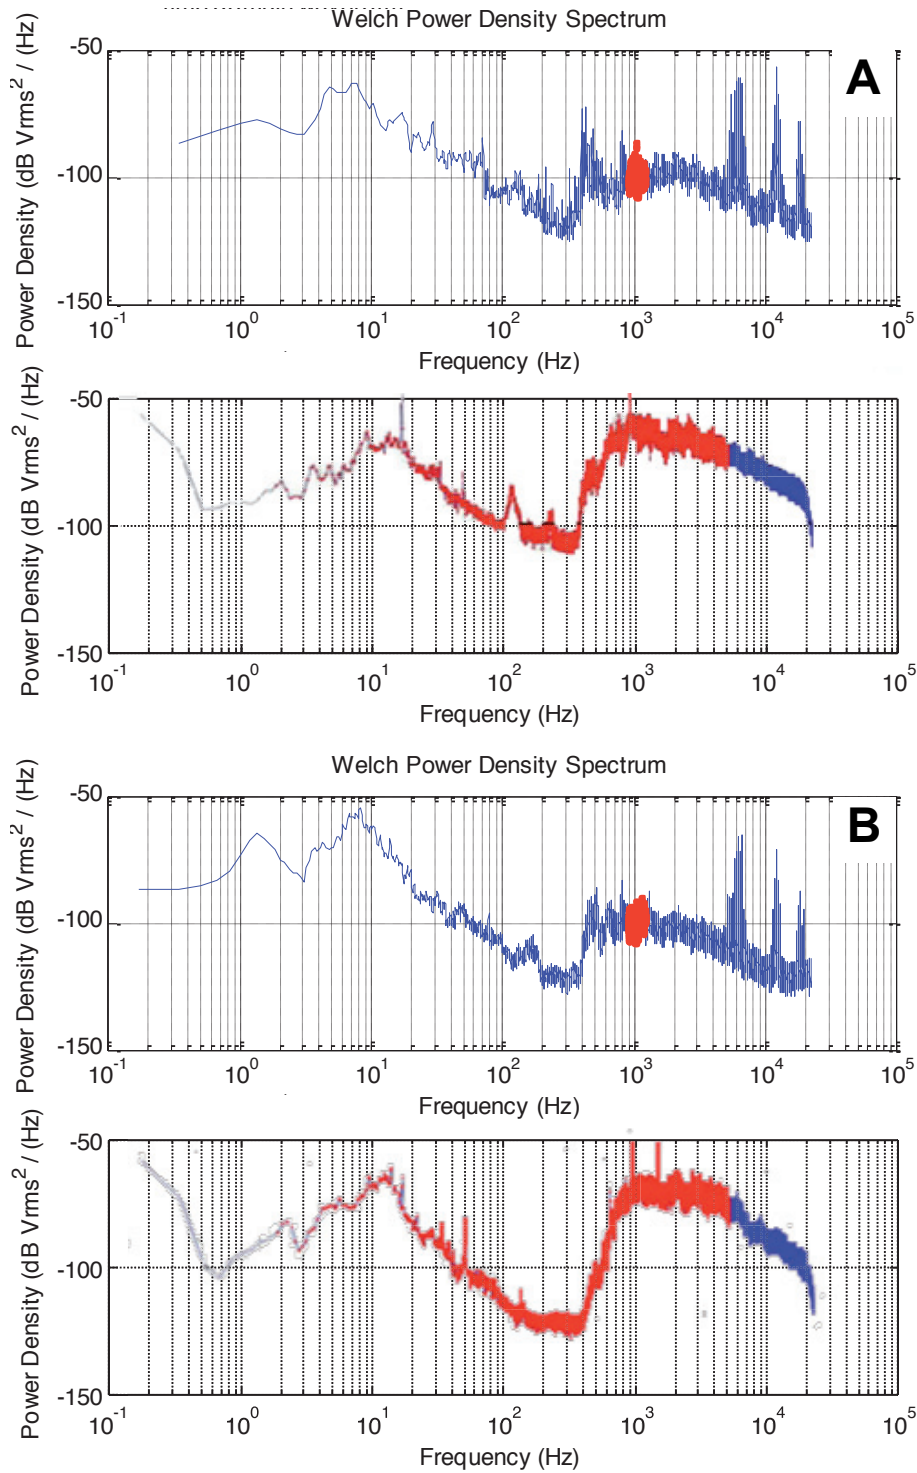 Welch Power Density Spectrum
A
Power Density (dB Vrms² / (Hz)
-50
-100
-150
10⁻¹ 10⁰ 10¹ 10² 10³ 10⁴ 10⁵
Frequency (Hz)
Power Density (dB Vrms² / (Hz)
-50
-100
-150
10⁻¹ 10⁰ 10¹ 10² 10³ 10⁴ 10⁵
Frequency (Hz)
Welch Power Density Spectrum
B
Power Density (dB Vrms² / (Hz)
-50
-100
-150
10⁻¹ 10⁰ 10¹ 10² 10³ 10⁴ 10⁵
Frequency (Hz)
Power Density (dB Vrms² / (Hz)
-50
-100
-150
10⁻¹ 10⁰ 10¹ 10² 10³ 10⁴ 10⁵
Frequency (Hz)